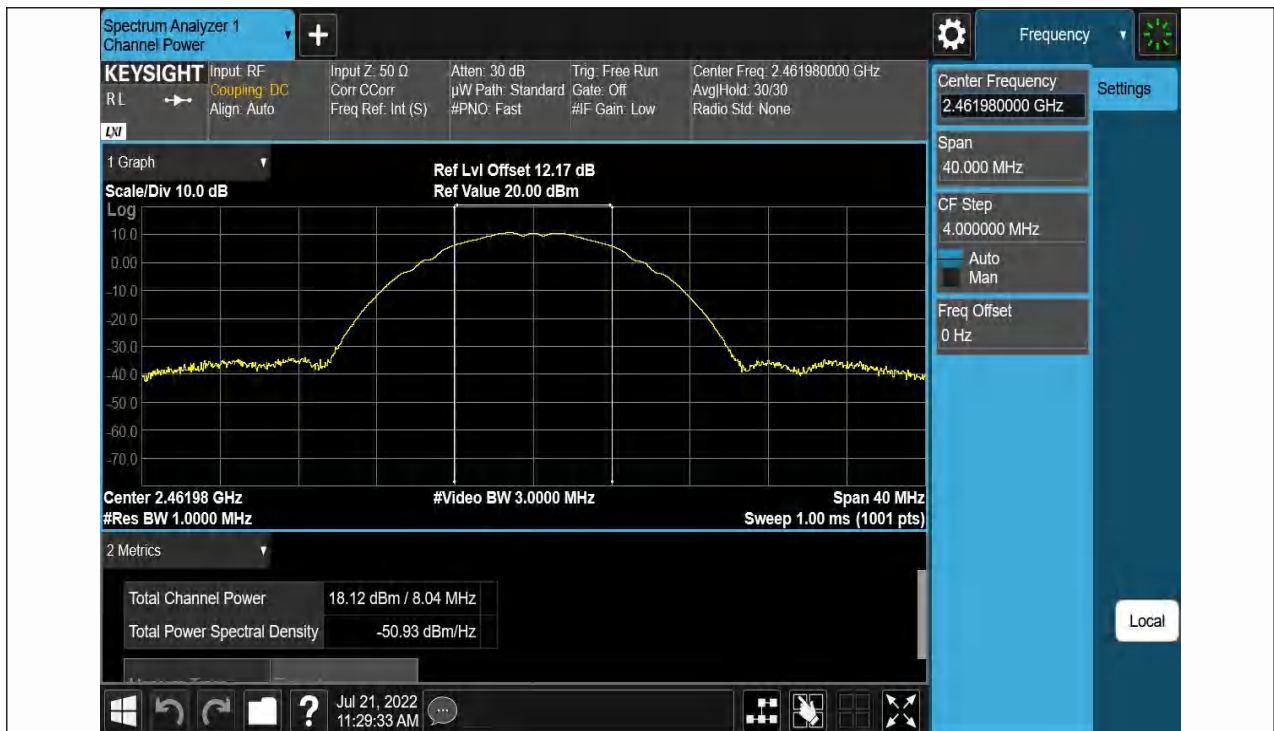 Spectrum Analyzer 1
Channel Power
Frequency
KEYSIGHT
R L
LXI
Input: RF
Coupling: DC
Align: Auto
Input Z: 50 Ω
Corr CCorr
Freq Ref: Int (S)
Atten: 30 dB
µW Path: Standard
#PNO: Fast
Trig: Free Run
Gate: Off
#IF Gain: Low
Center Freq: 2.461980000 GHz
Avg|Hold: 30/30
Radio Std: None
Center Frequency
2.461980000 GHz
Settings
Span
40.000 MHz
CF Step
4.000000 MHz
Auto
Man
Freq Offset
0 Hz
1 Graph
Scale/Div 10.0 dB
Ref Lvl Offset 12.17 dB
Ref Value 20.00 dBm
Log
10.0
0.00
-10.0
-20.0
-30.0
-40.0
-50.0
-60.0
-70.0
Center 2.46198 GHz
#Video BW 3.0000 MHz
Span 40 MHz
#Res BW 1.0000 MHz
Sweep 1.00 ms (1001 pts)
2 Metrics
Total Channel Power 18.12 dBm / 8.04 MHz
Total Power Spectral Density -50.93 dBm/Hz
Local
Jul 21, 2022
11:29:33 AM